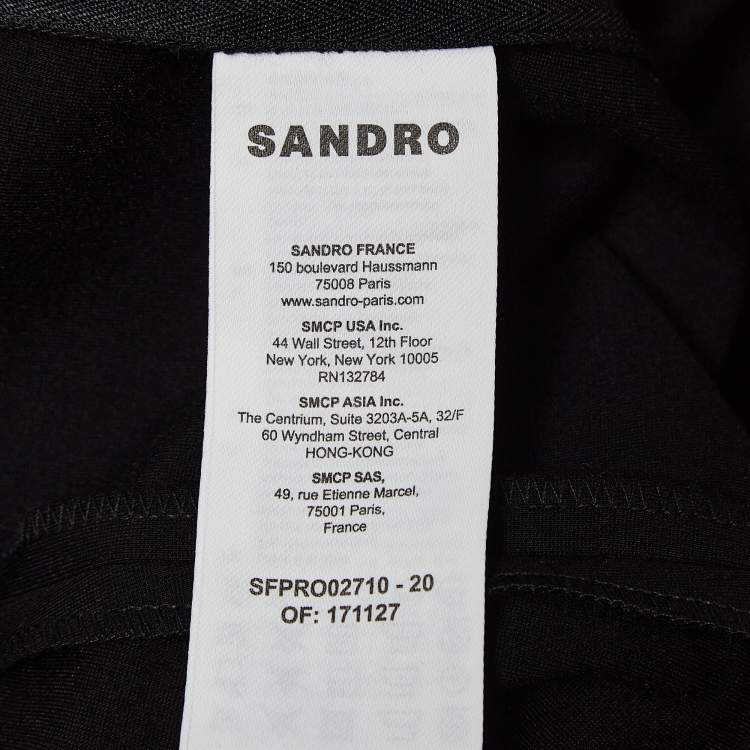 SANDRO
SANDRO FRANCE
150 boulevard Haussmann
75008 Paris
www.sandro-paris.com
SMCP USA Inc.
44 Wall Street, 12th Floor
New York, New York 10005
RN132784
SMCP ASIA Inc.
The Centrium, Suite 3203A-5A, 32/F
60 Wyndham Street, Central
HONG-KONG
SMCP SAS,
49, rue Etienne Marcel,
75001 Paris,
France
SFPRO02710 - 20
OF: 171127